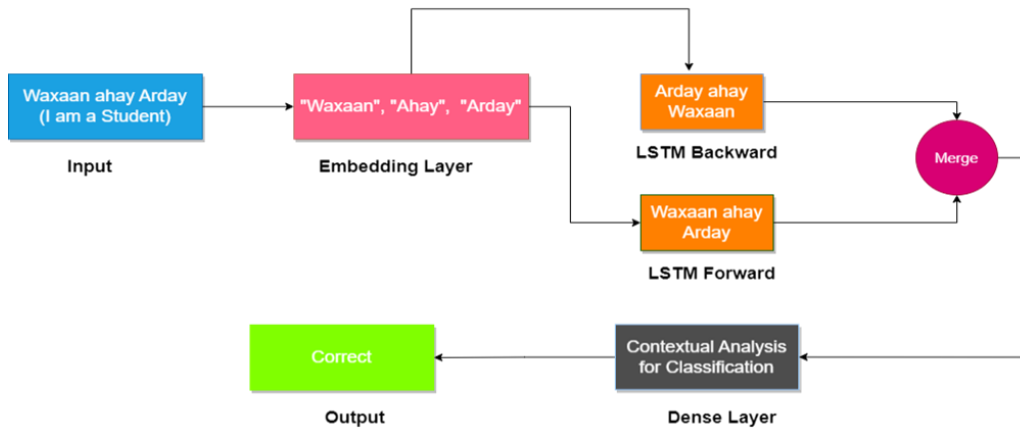 Waxaan ahay Arday
(I am a Student)
Input
"Waxaan", "Ahay", "Arday"
Embedding Layer
Arday ahay
Waxaan
LSTM Backward
Waxaan ahay
Arday
LSTM Forward
Merge
Contextual Analysis
for Classification
Dense Layer
Correct
Output